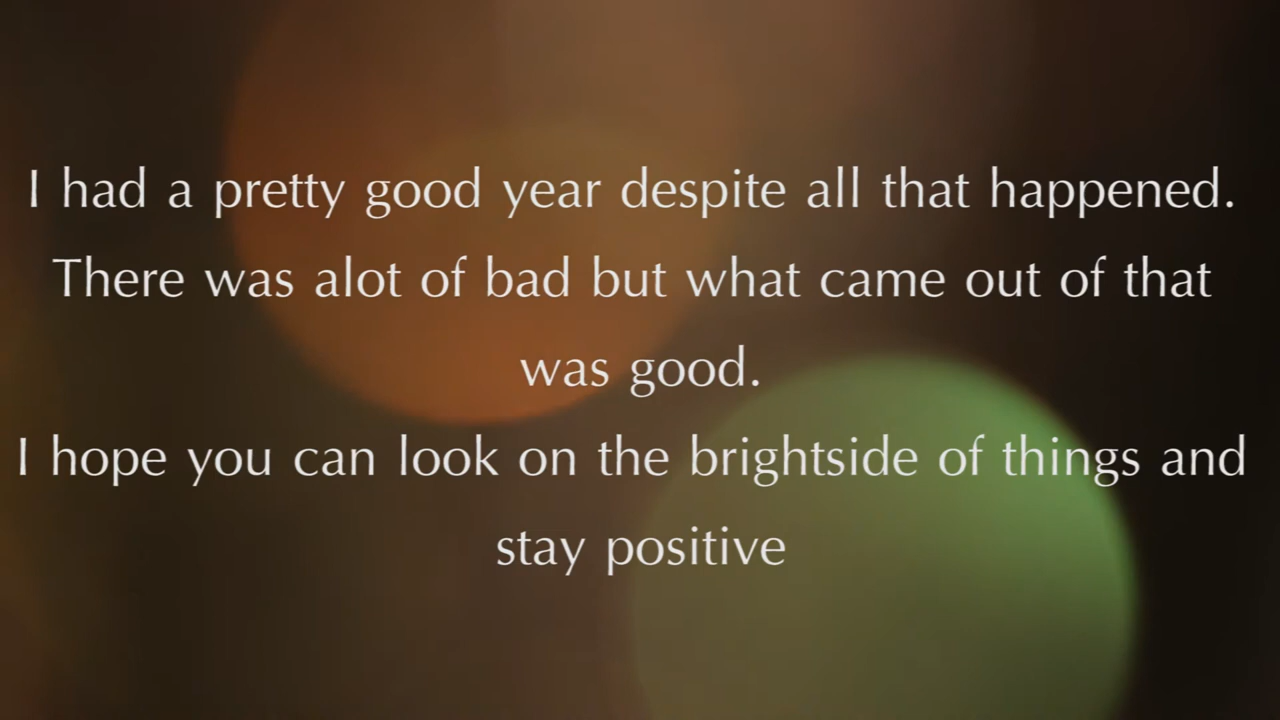 I had a pretty good year despite all that happened.
There was alot of bad but what came out of that
was good.
I hope you can look on the brightside of things and
stay positive